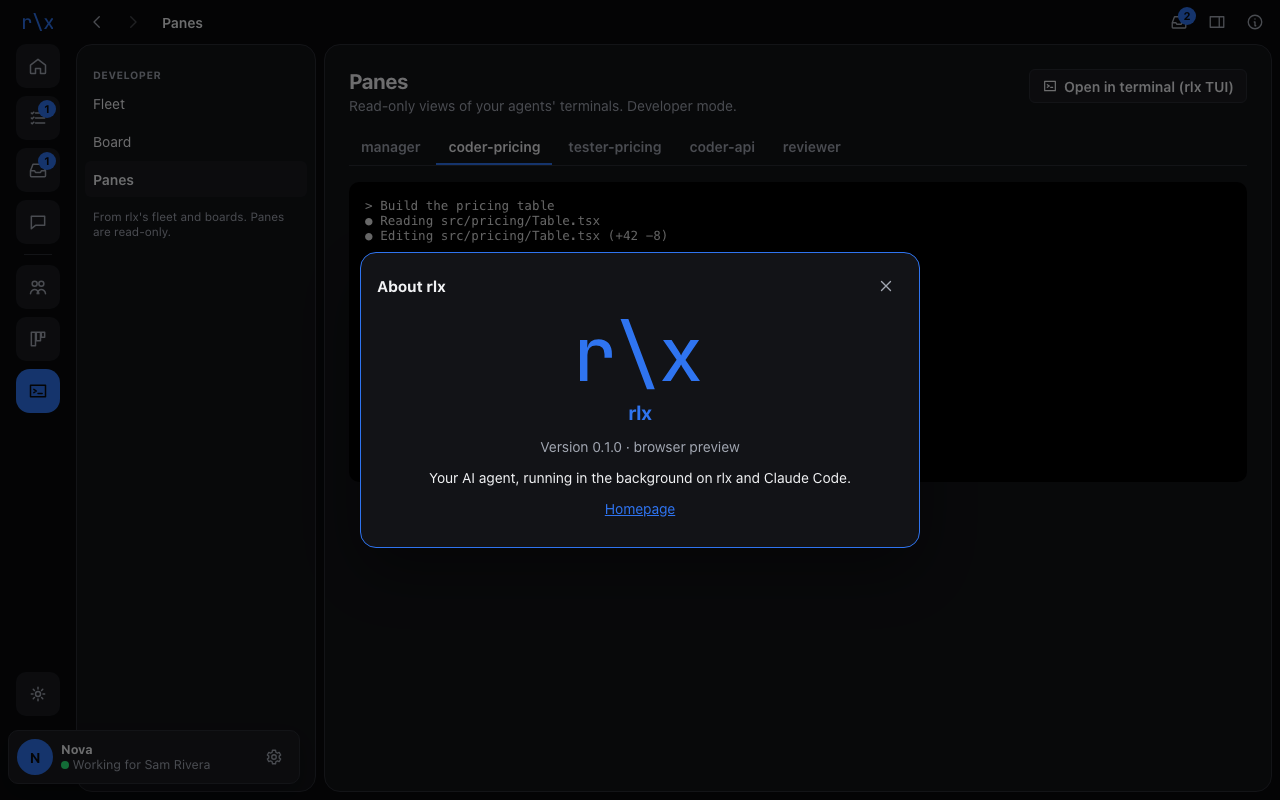 r\x
Panes
2
1
1
DEVELOPER
Fleet
Board
Panes
From rlx's fleet and boards. Panes
are read-only.
Panes
Read-only views of your agents' terminals. Developer mode.
Open in terminal (rlx TUI)
manager
coder-pricing
tester-pricing
coder-api
reviewer
> Build the pricing table
● Reading src/pricing/Table.tsx
● Editing src/pricing/Table.tsx (+42 −8)
About rlx
r\x
rlx
Version 0.1.0 · browser preview
Your AI agent, running in the background on rlx and Claude Code.
Homepage
N
Nova
Working for Sam Rivera